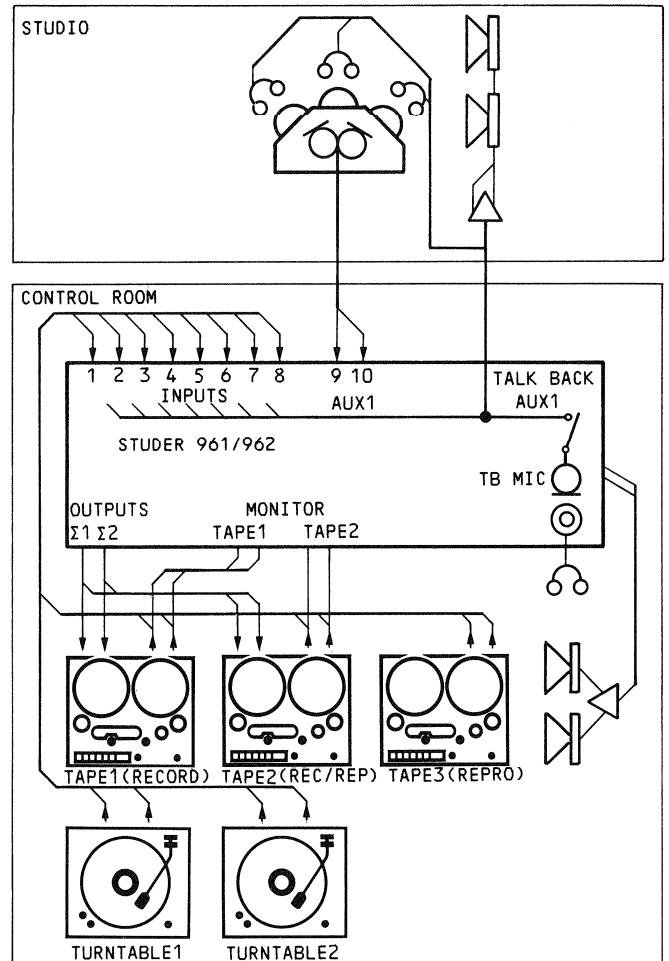 STUDIO
CONTROL ROOM
1 2 3 4 5 6 7 8 9 10
INPUTS
AUX1
TALK BACK
AUX1
STUDER 961/962
TB MIC
OUTPUTS
Σ1 Σ2
MONITOR
TAPE1 TAPE2
TAPE1(RECORD) TAPE2(REC/REP) TAPE3(REPRO)
TURNTABLE1 TURNTABLE2